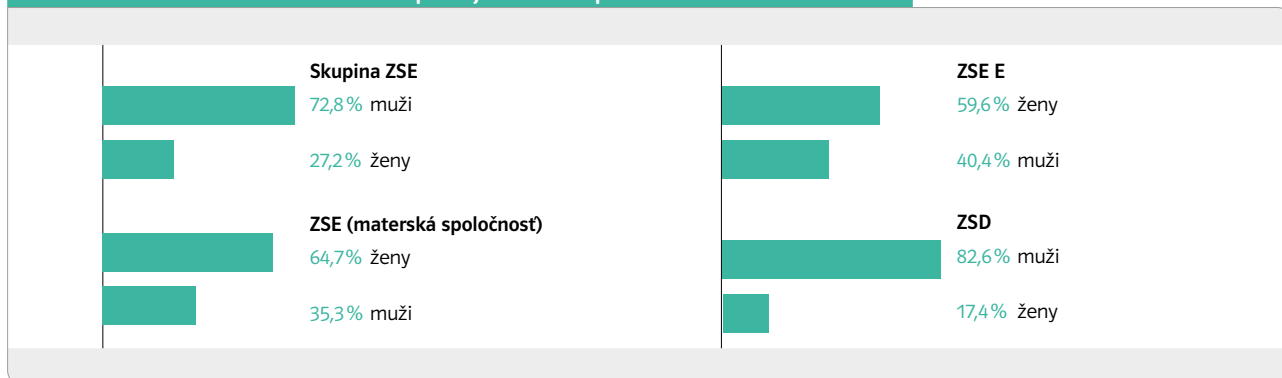 Skupina ZSE
72,8 % muži
27,2 % ženy
ZSE (materská spoločnosť)
64,7 % ženy
35,3 % muži
ZSE E
59,6 % ženy
40,4 % muži
ZSD
82,6 % muži
17,4 % ženy